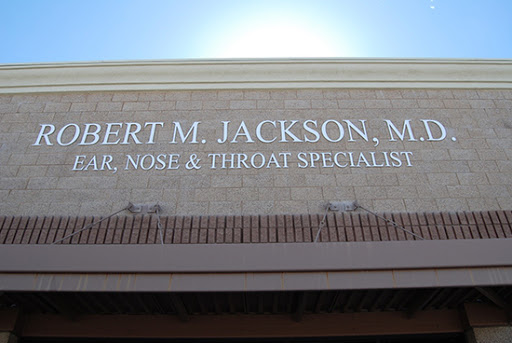 ROBERT M. JACKSON, M.D.
EAR, NOSE & THROAT SPECIALIST